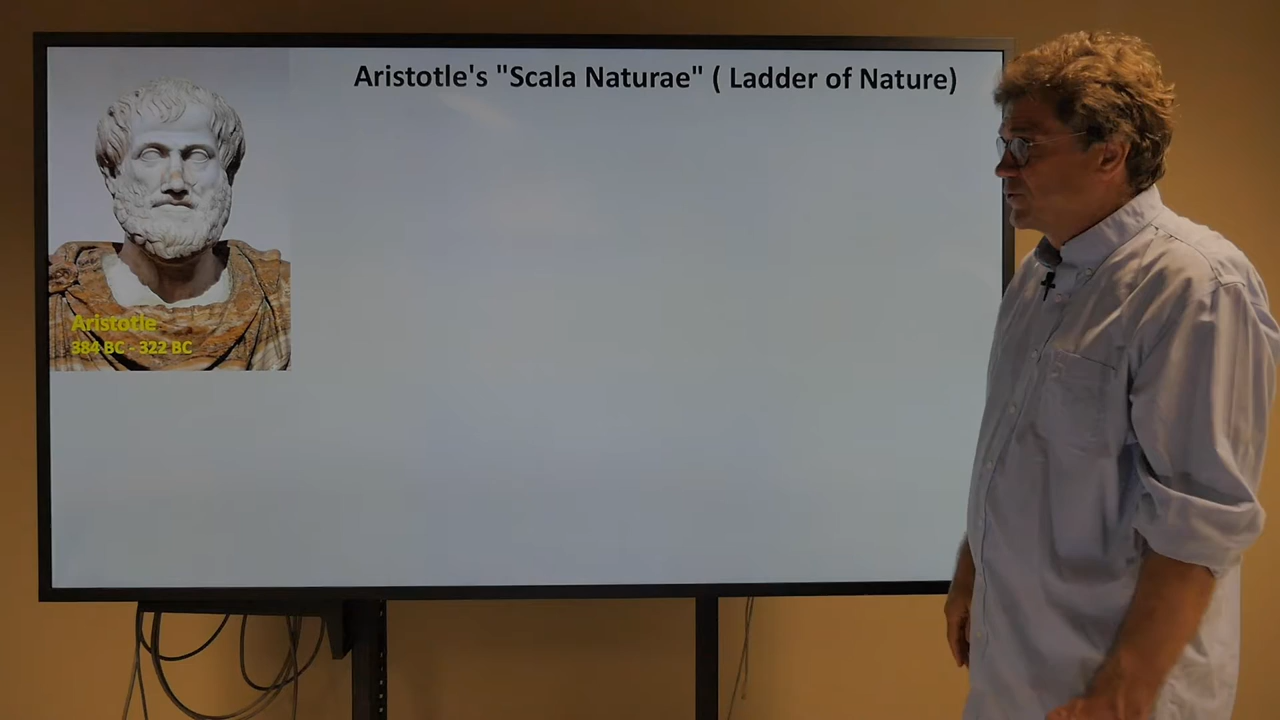 Aristotle's "Scala Naturae" ( Ladder of Nature)
Aristotle
384 BC - 322 BC